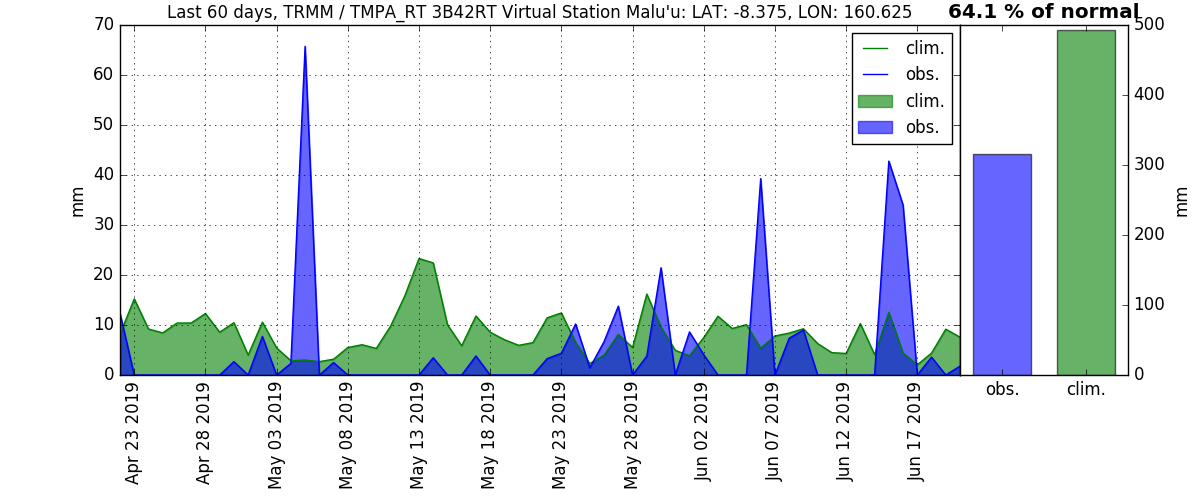 Last 60 days, TRMM / TMPA_RT 3B42RT Virtual Station Malu'u: LAT: -8.375, LON: 160.625
64.1 % of normal
70
60
50
40
30
20
10
0
mm
clim.
obs.
clim.
obs.
500
400
300
200
100
0
mm
obs.
clim.
Apr 23 2019
Apr 28 2019
May 03 2019
May 08 2019
May 13 2019
May 18 2019
May 23 2019
May 28 2019
Jun 02 2019
Jun 07 2019
Jun 12 2019
Jun 17 2019